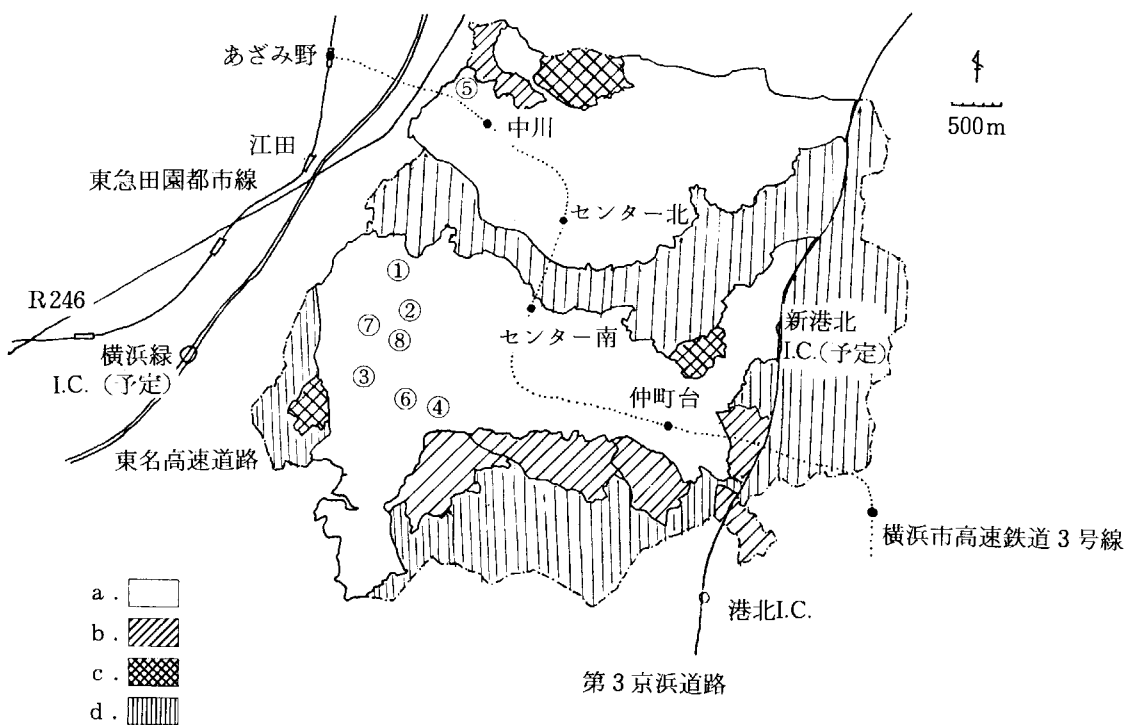 あざみ野
⑤
中川
500m
江田
東急田園都市線
センター北
①
R246
②
⑦
⑧
センター南
新港北
I.C.(予定)
横浜緑
I.C.(予定)
③
⑥
④
仲町台
東名高速道路
横浜市高速鉄道3号線
港北I.C.
第3京浜道路
a.
b.
c.
d.